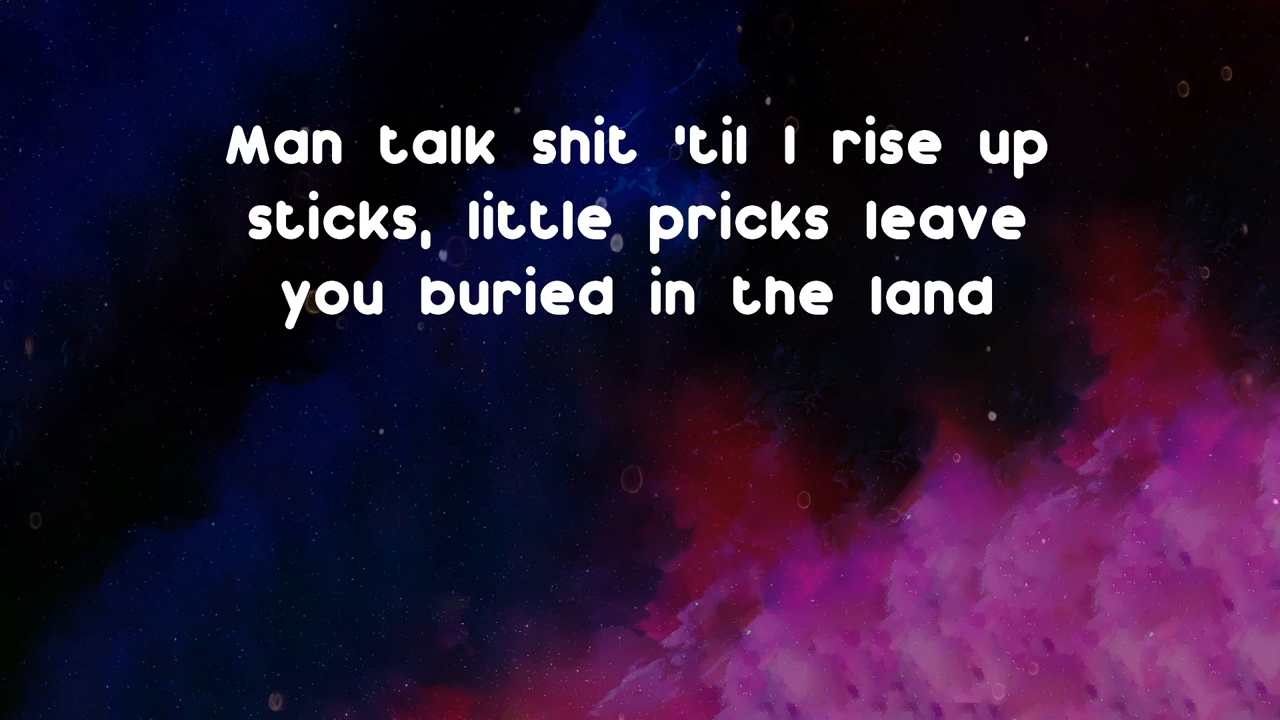 Man talk shit 'til I rise up
sticks, little pricks leave
you buried in the land